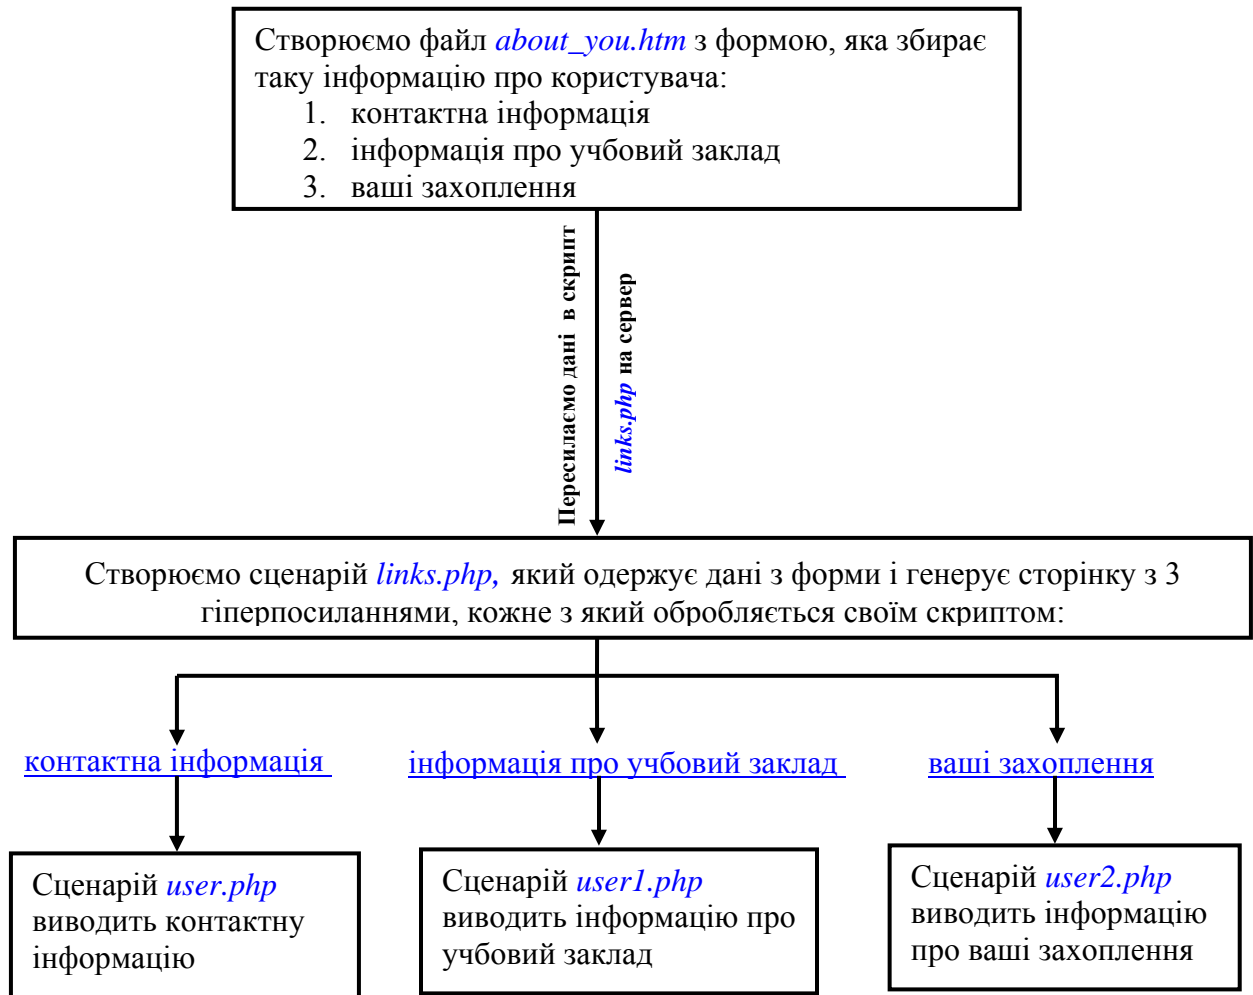 Створюємо файл about_you.htm з формою, яка збирає
таку інформацію про користувача:
1. контактна інформація
2. інформація про учбовий заклад
3. ваші захоплення
Пересилаємо дані в скрипт
links.php на сервер
Створюємо сценарій links.php, який одержує дані з форми і генерує сторінку з 3
гіперпосиланнями, кожне з який обробляється своїм скриптом:
контактна інформація
інформація про учбовий заклад
ваші захоплення
Сценарій user.php
виводить контактну
інформацію
Сценарій user1.php
виводить інформацію про
учбовий заклад
Сценарій user2.php
виводить інформацію
про ваші захоплення